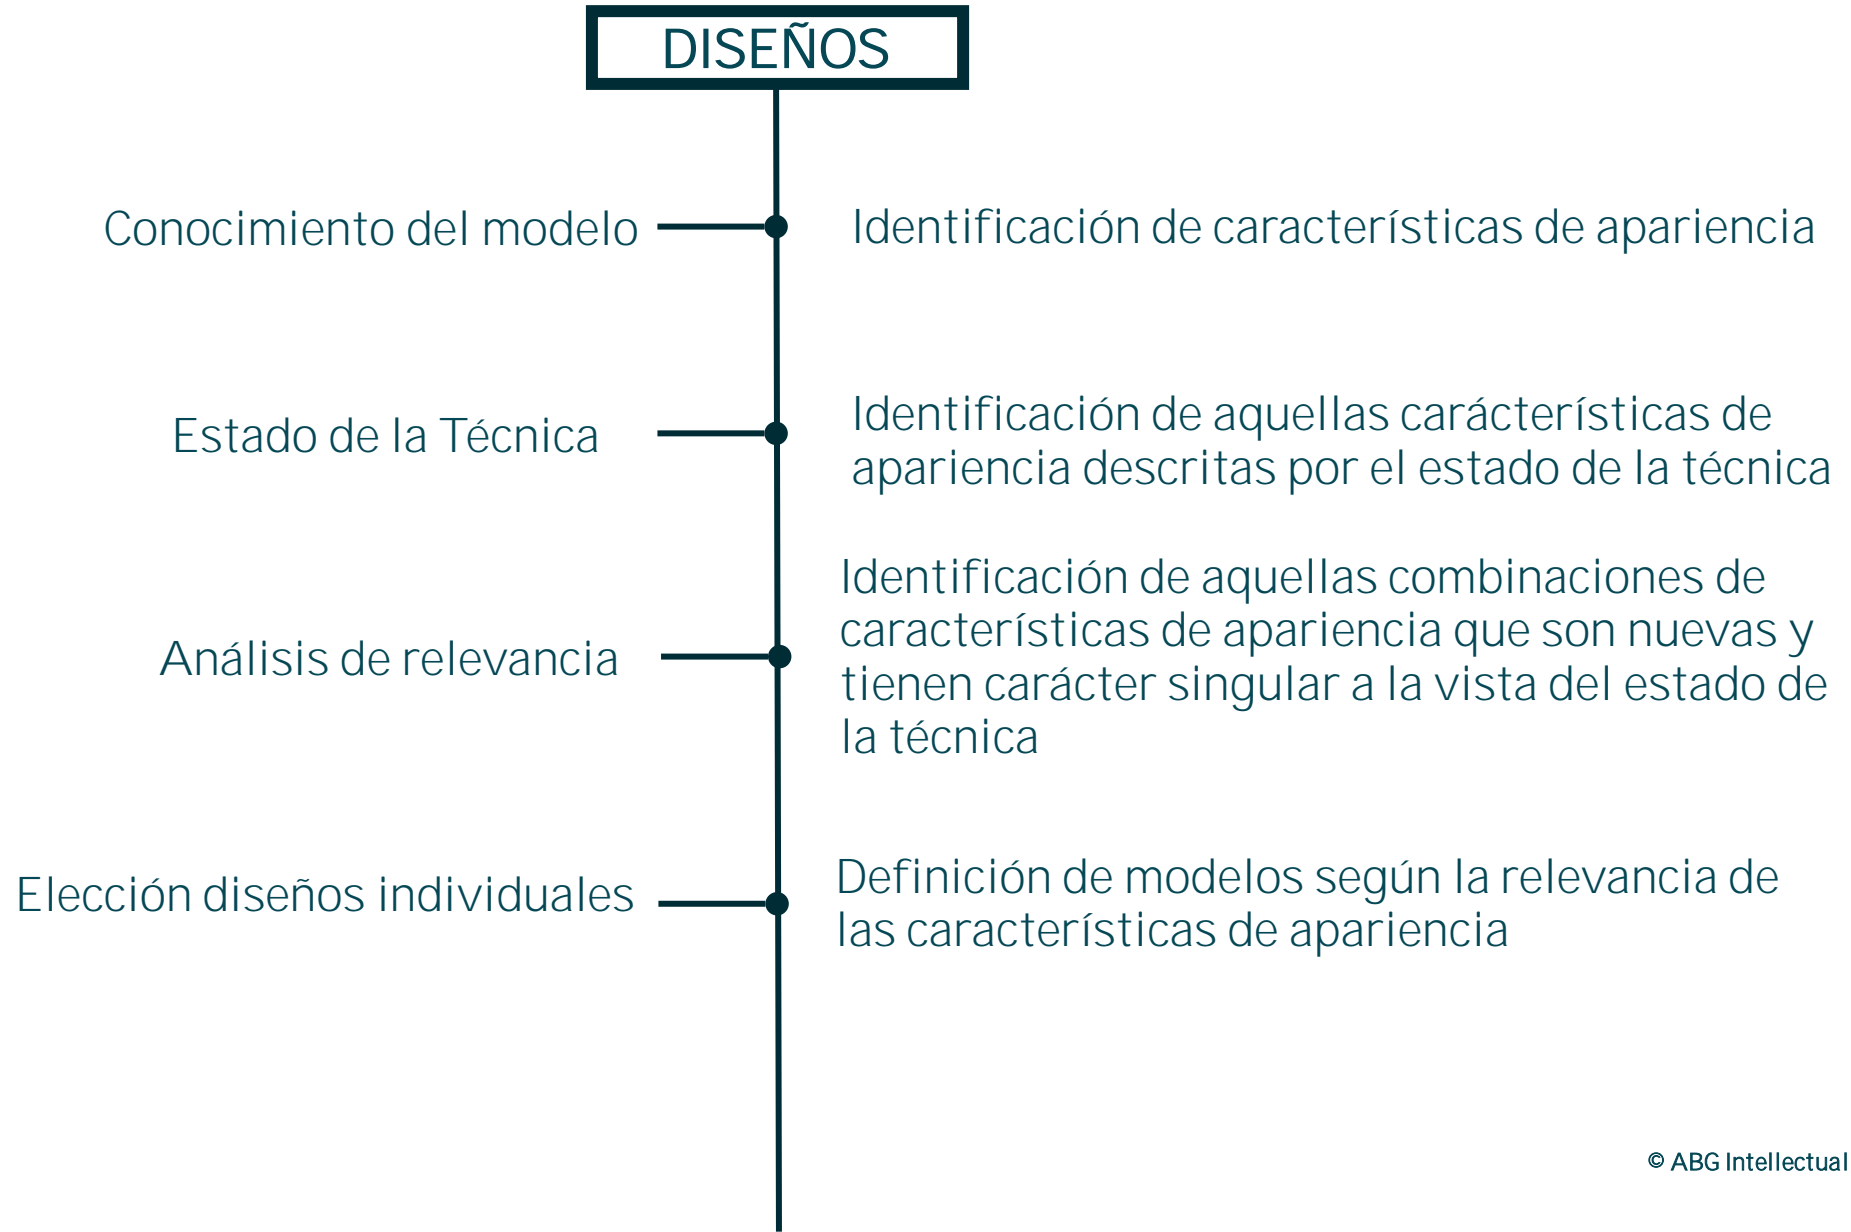 DISEÑOS
Conocimiento del modelo
Identificación de características de apariencia
Estado de la Técnica
Identificación de aquellas carácterísticas de
apariencia descritas por el estado de la técnica
Análisis de relevancia
Identificación de aquellas combinaciones de
características de apariencia que son nuevas y
tienen carácter singular a la vista del estado de
la técnica
Elección diseños individuales
Definición de modelos según la relevancia de
las características de apariencia
© ABG Intellectual